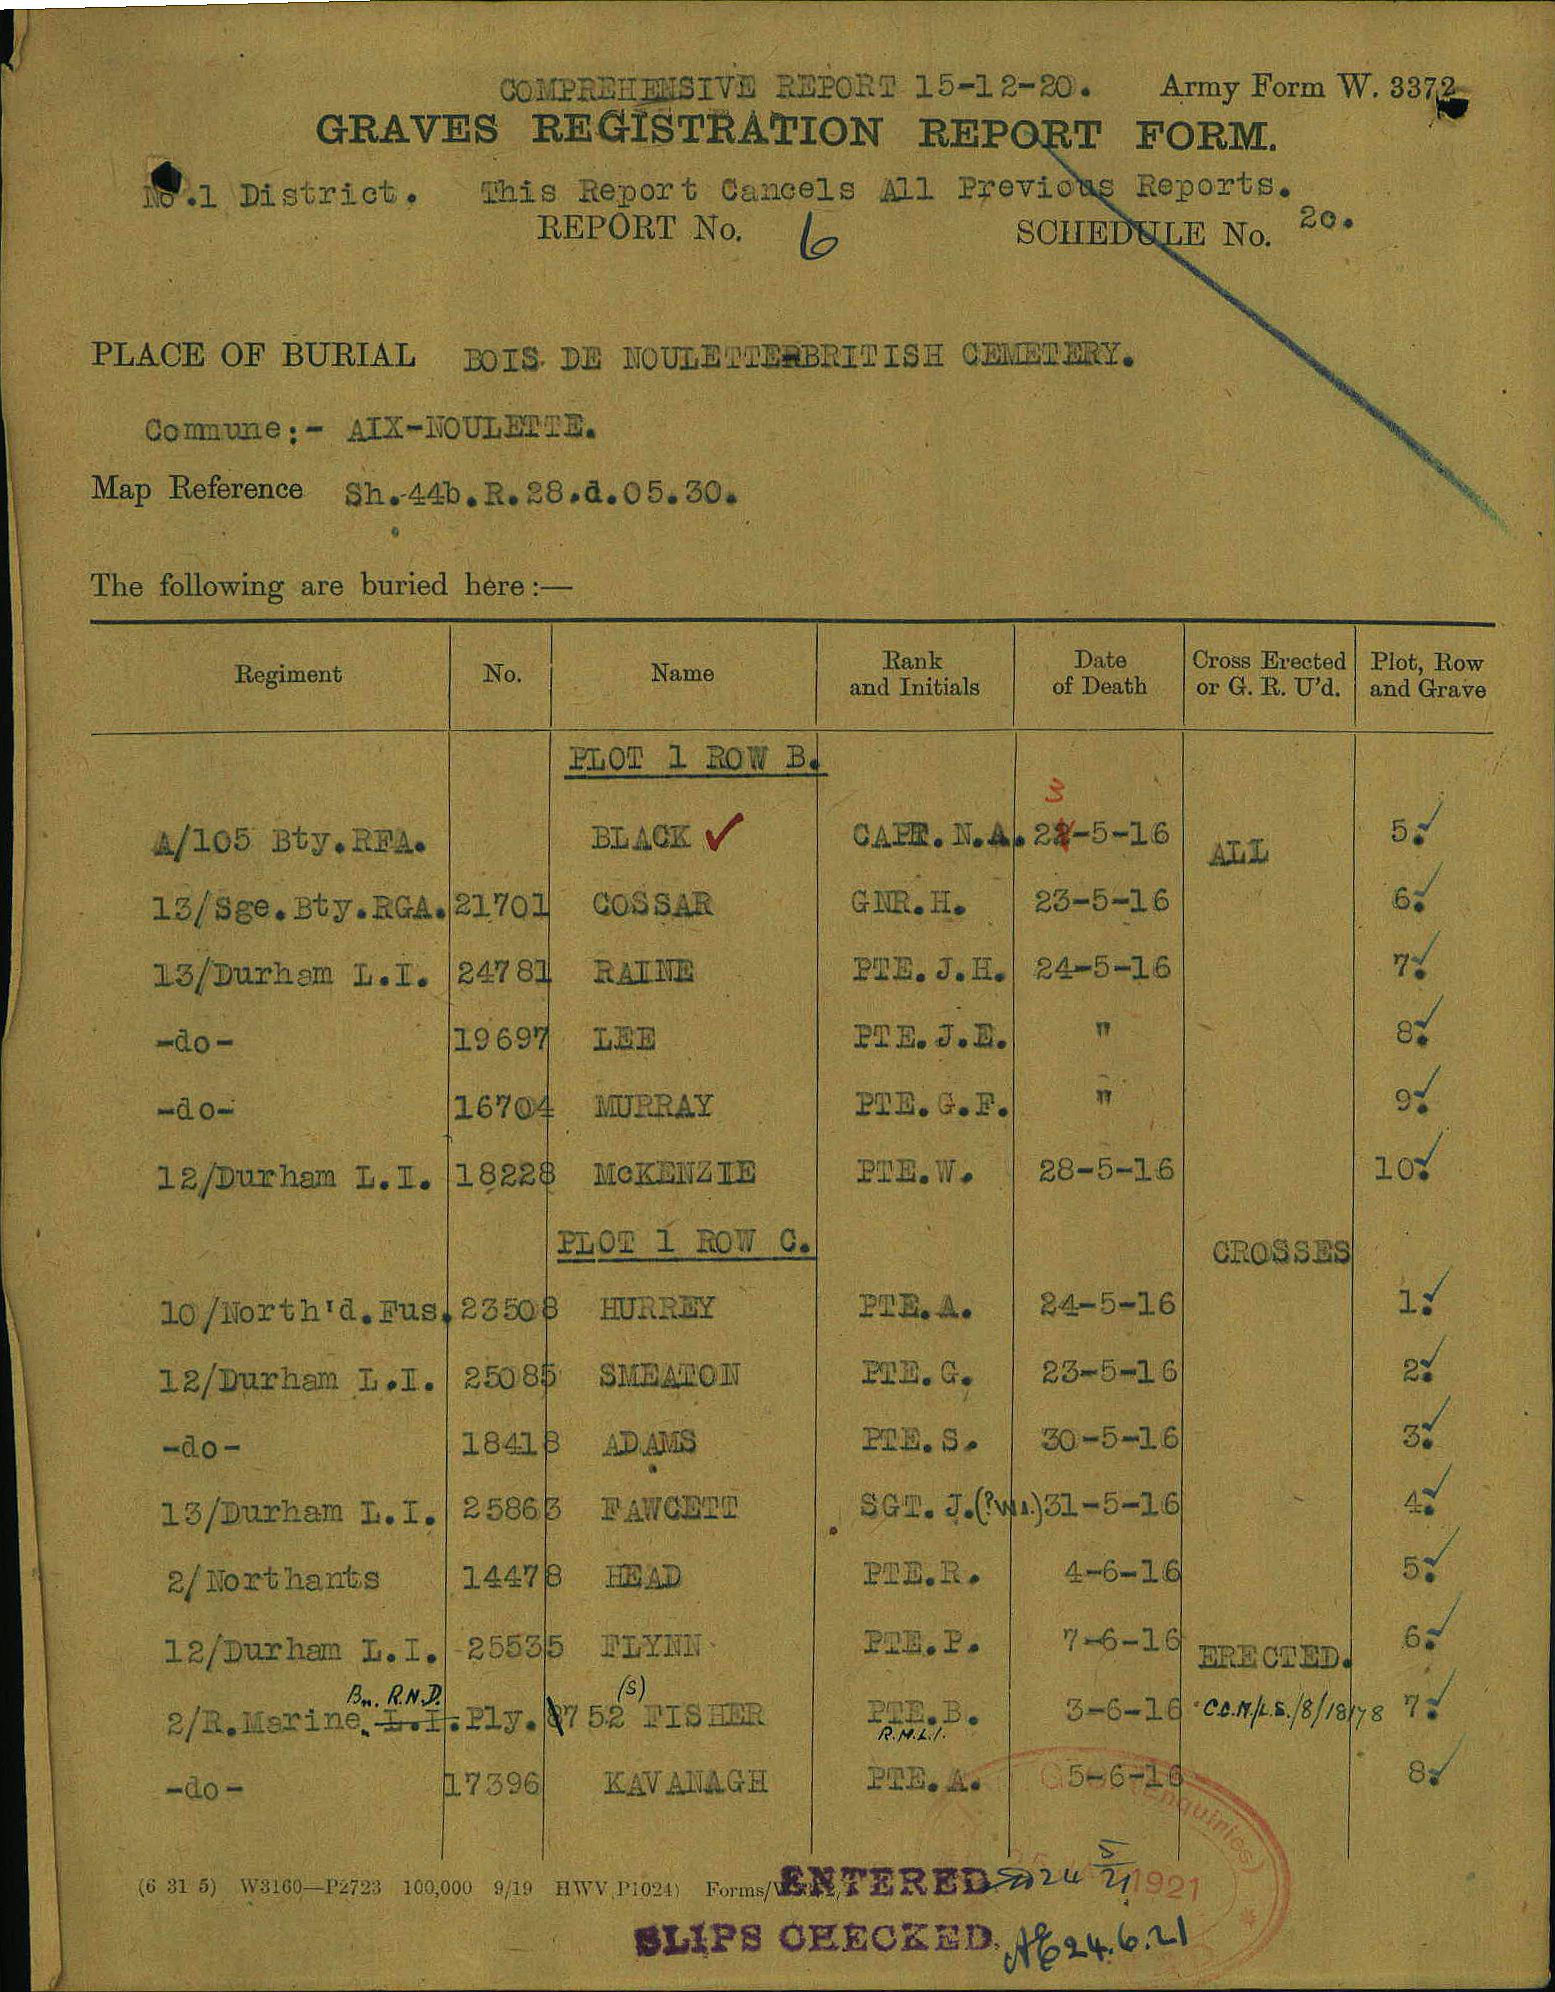 COMPREHENSIVE REPORT 15-12-20. Army Form W. 3372
GRAVES REGISTRATION REPORT FORM.
No.1 District. This Report Cancels All Previous Reports.
REPORT No. 6 SCHEDULE No. 20.
PLACE OF BURIAL BOIS DE NOULETTE BRITISH CEMETERY.
Commune:- AIX-NOULETTE.
Map Reference Sh.44b.R.28.d.05.30.
The following are buried here:—
Regiment No. Name Rank and Initials Date of Death Cross Erected or G. R. U'd. Plot, Row and Grave
PLOT 1 ROW B.
3
A/105 Bty.RFA. BLACK ✓ CAPT.N.A. 22-5-16 ALL 5.✓
13/Sge.Bty.RGA. 21701 COSSAR GNR.H. 23-5-16 6.✓
13/Durham L.I. 24781 RAINE PTE.J.H. 24-5-16 7.✓
-do- 19697 LEE PTE.J.E. " 8.✓
-do- 16704 MURRAY PTE.G.F. " 9.✓
12/Durham L.I. 18228 McKENZIE PTE.W. 28-5-16 10.✓
PLOT 1 ROW C. CROSSES
10/North'd.Fus. 23508 HURREY PTE.A. 24-5-16 1.✓
12/Durham L.I. 25085 SMEATON PTE.G. 23-5-16 2.✓
-do- 18418 ADAMS PTE.S. 30-5-16 3.✓
13/Durham L.I. 25863 FAWCETT SGT.J.(?W.) 31-5-16 4.✓
2/Northants 14478 HEAD PTE.R. 4-6-16 5.✓
12/Durham L.I. 25535 FLYNN PTE.P. 7-6-16 ERECTED. 6.✓
Bn. R.N.D. (S)
2/R.Marine. L.I. Ply. 8752 FISHER PTE.B. 3-6-16 C.C.M/L.S./8/18178 7.✓
R.M.L.I.
-do- 17396 KAVANAGH PTE.A. 5-6-16 8.✓
(6 31 5) W3160—P2723 100,000 9/19 HWV(P1024) Forms/W ENTERED 24 5/21
(Enquiries) 1921
SLIPS CHECKED. 24.6.21